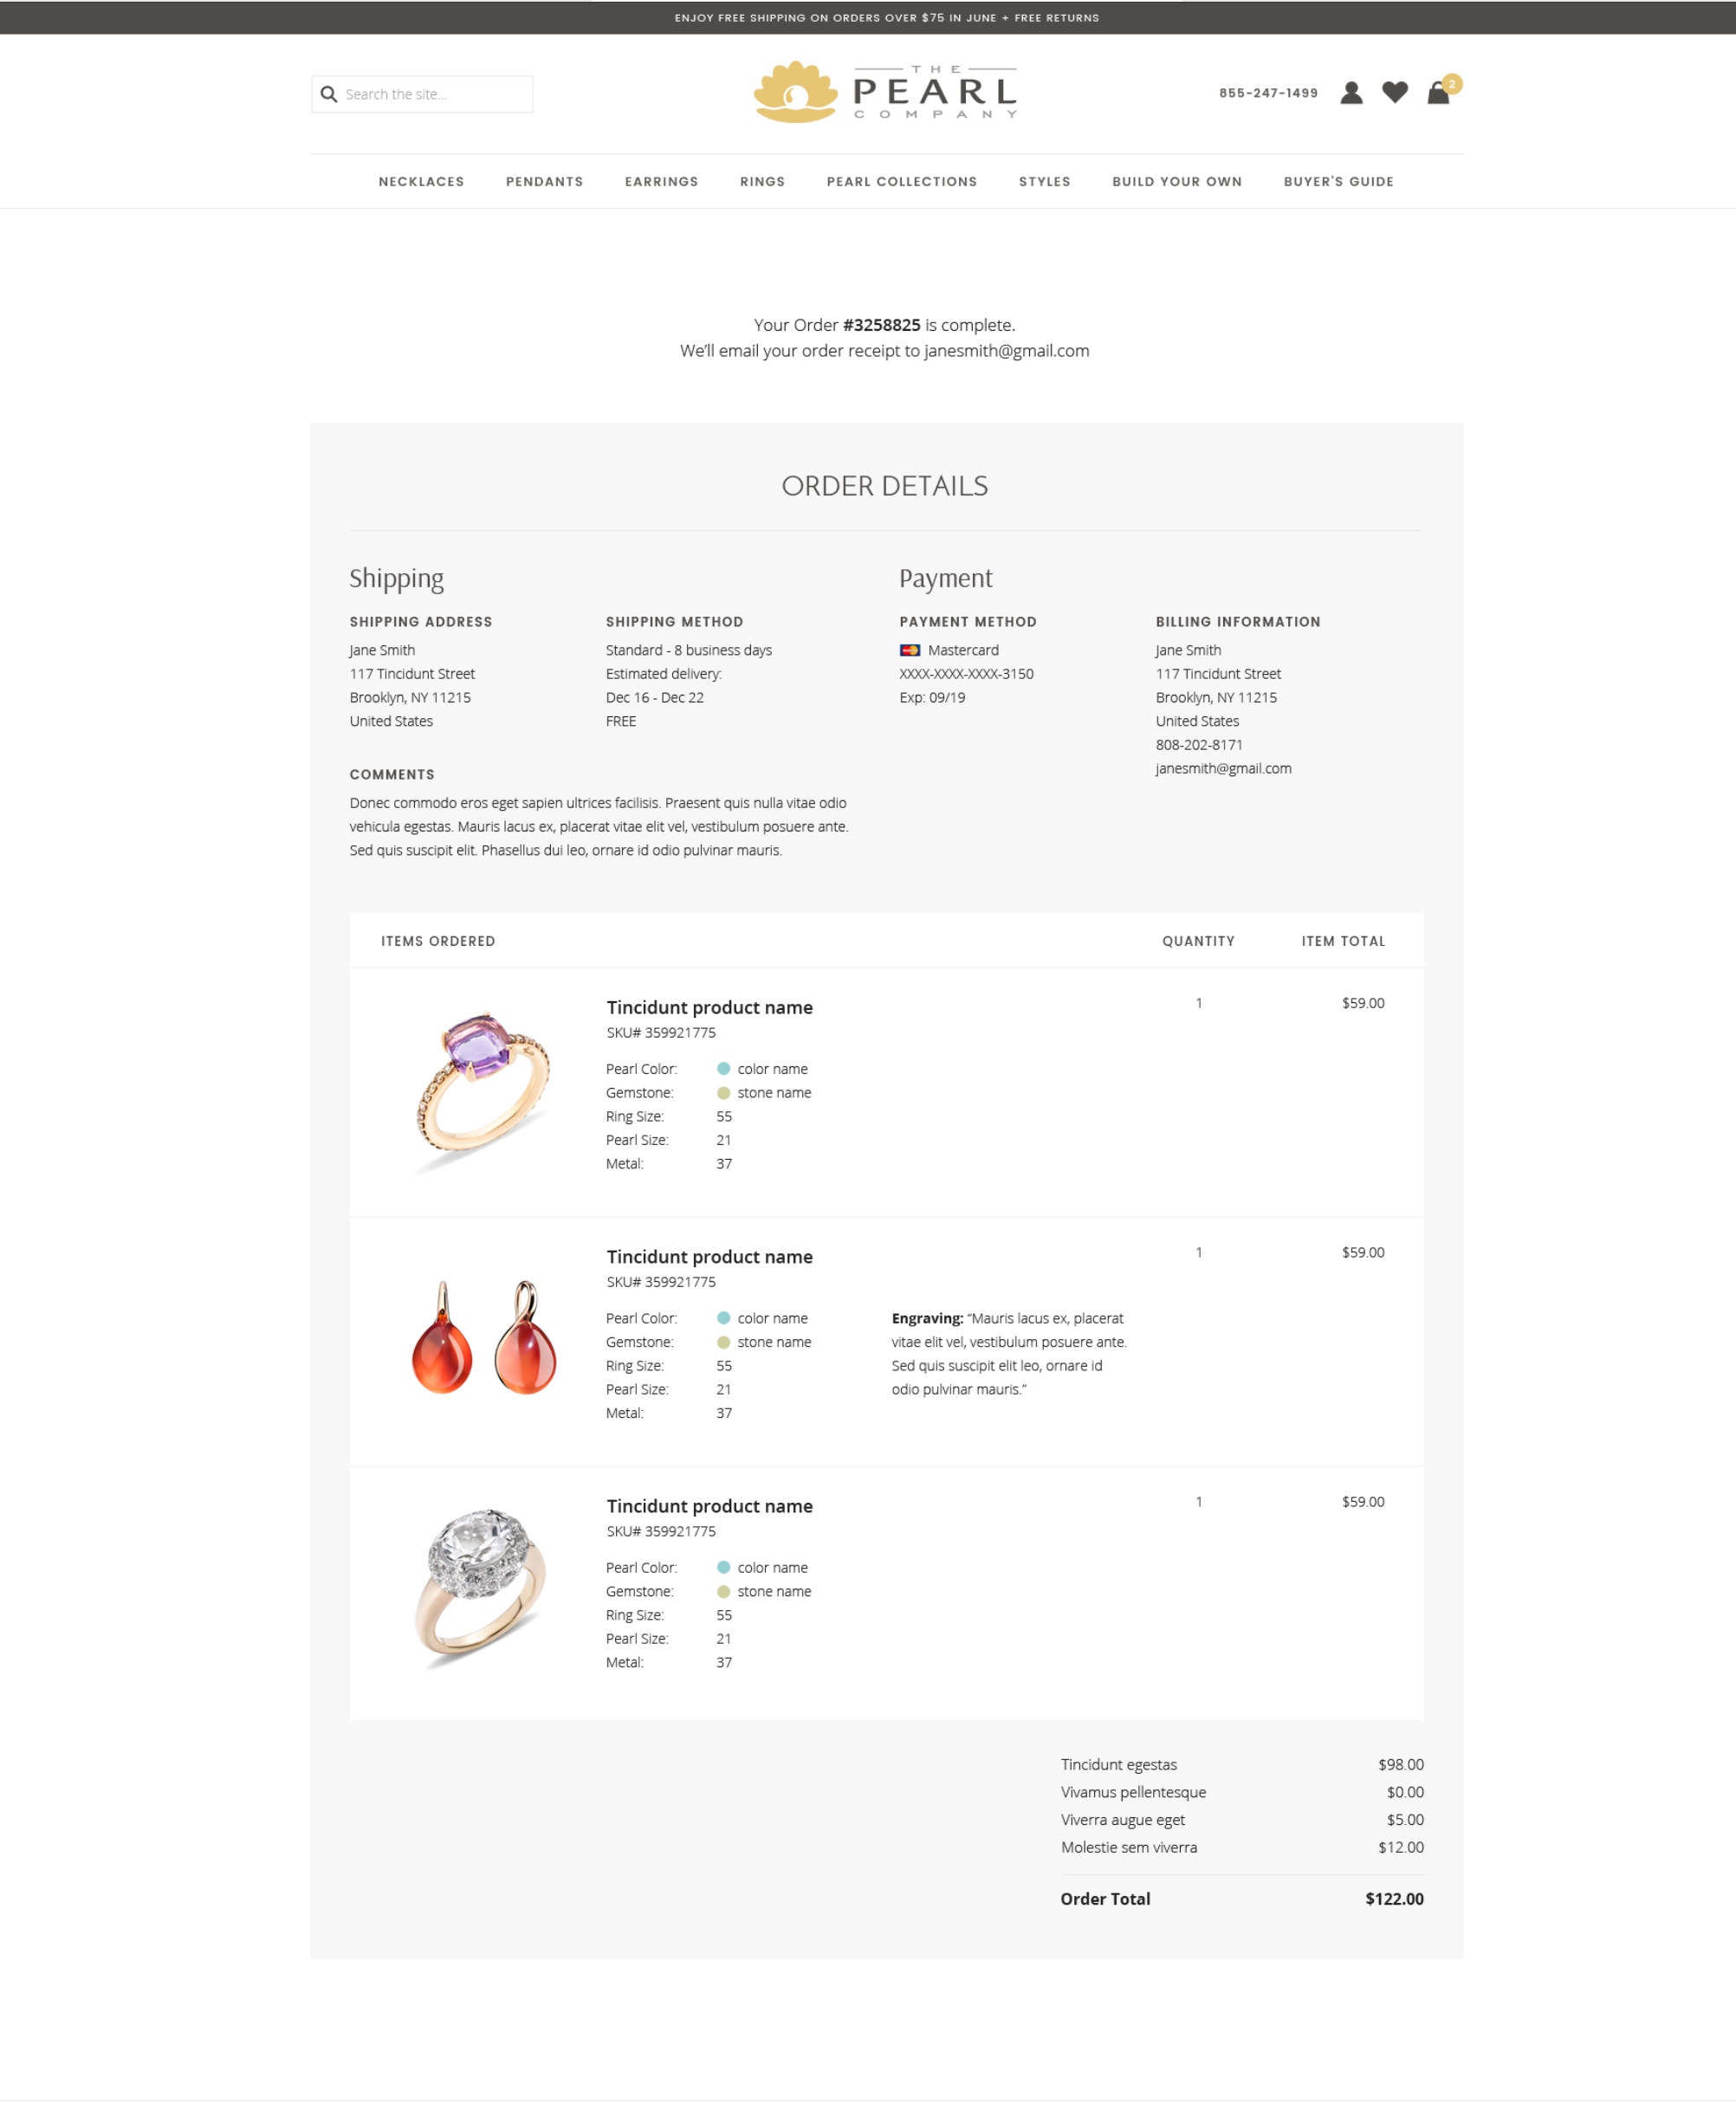 ENJOY FREE SHIPPING ON ORDERS OVER $75 IN JUNE + FREE RETURNS
Search the site...
THE
PEARL
COMPANY
855-247-1499
2
NECKLACES PENDANTS EARRINGS RINGS PEARL COLLECTIONS STYLES BUILD YOUR OWN BUYER'S GUIDE
Your Order #3258825 is complete.
We'll email your order receipt to janesmith@gmail.com
ORDER DETAILS
Shipping
SHIPPING ADDRESS
Jane Smith
117 Tincidunt Street
Brooklyn, NY 11215
United States
SHIPPING METHOD
Standard - 8 business days
Estimated delivery:
Dec 16 - Dec 22
FREE
COMMENTS
Donec commodo eros eget sapien ultrices facilisis. Praesent quis nulla vitae odio
vehicula egestas. Mauris lacus ex, placerat vitae elit vel, vestibulum posuere ante.
Sed quis suscipit elit. Phasellus dui leo, ornare id odio pulvinar mauris.
Payment
PAYMENT METHOD
Mastercard
XXXX-XXXX-XXXX-3150
Exp: 09/19
BILLING INFORMATION
Jane Smith
117 Tincidunt Street
Brooklyn, NY 11215
United States
808-202-8171
janesmith@gmail.com
ITEMS ORDERED QUANTITY ITEM TOTAL
Tincidunt product name 1 $59.00
SKU# 359921775
Pearl Color: color name
Gemstone: stone name
Ring Size: 55
Pearl Size: 21
Metal: 37
Tincidunt product name 1 $59.00
SKU# 359921775
Pearl Color: color name
Gemstone: stone name
Ring Size: 55
Pearl Size: 21
Metal: 37
Engraving: “Mauris lacus ex, placerat
vitae elit vel, vestibulum posuere ante.
Sed quis suscipit elit leo, ornare id
odio pulvinar mauris.”
Tincidunt product name 1 $59.00
SKU# 359921775
Pearl Color: color name
Gemstone: stone name
Ring Size: 55
Pearl Size: 21
Metal: 37
Tincidunt egestas $98.00
Vivamus pellentesque $0.00
Viverra augue eget $5.00
Molestie sem viverra $12.00
Order Total $122.00